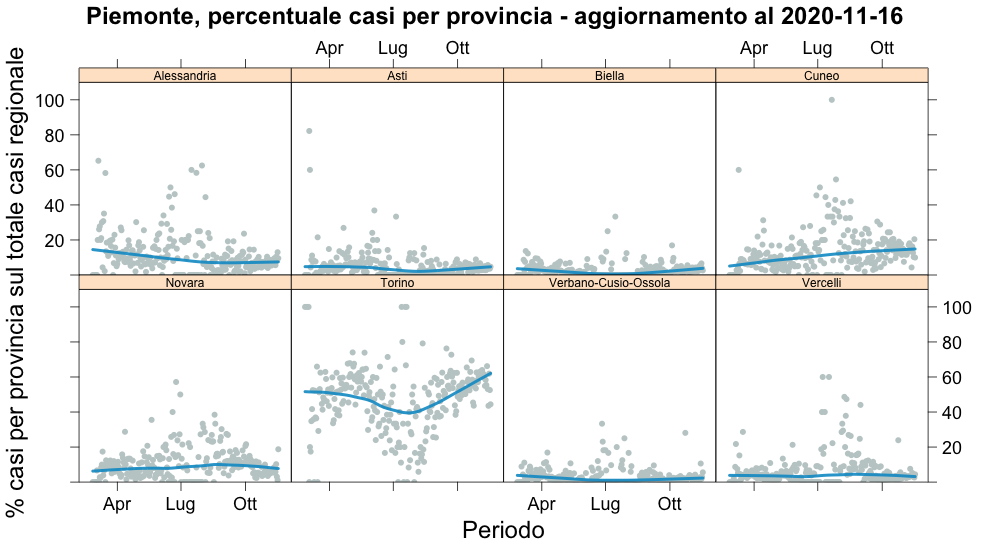 Piemonte, percentuale casi per provincia - aggiornamento al 2020-11-16
Apr Lug Ott Apr Lug Ott
Alessandria Asti Biella Cuneo
100
80
60
40
20
% casi per provincia sul totale casi regionale
Novara Torino Verbano-Cusio-Ossola Vercelli
100
80
60
40
20
Apr Lug Ott Apr Lug Ott
Periodo